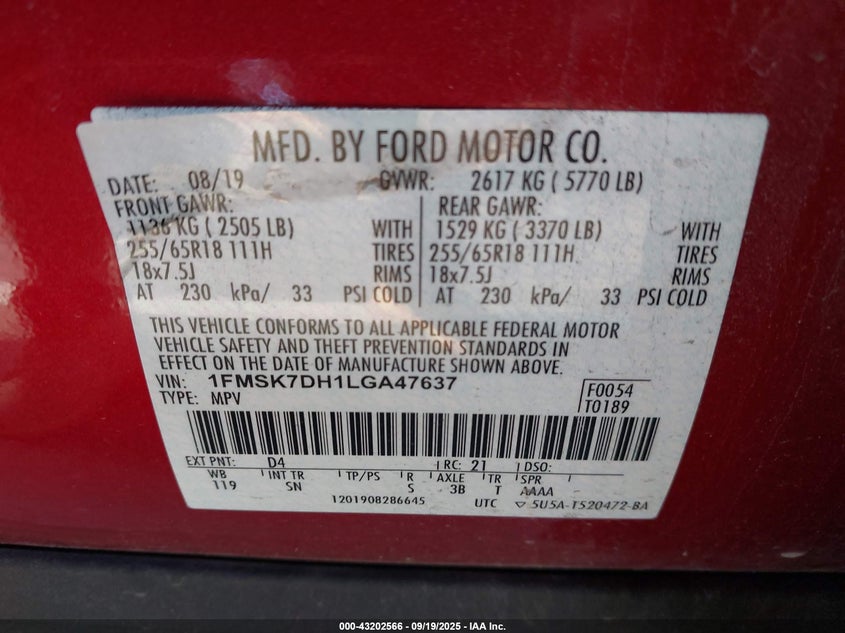 MFD. BY FORD MOTOR CO.
DATE: 08/19 GVWR: 2617 KG ( 5770 LB)
FRONT GAWR: REAR GAWR:
1136 KG ( 2505 LB) WITH 1529 KG ( 3370 LB) WITH
255/65R18 111H TIRES 255/65R18 111H TIRES
18x7.5J RIMS 18x7.5J RIMS
AT 230 kPa/ 33 PSI COLD AT 230 kPa/ 33 PSI COLD
THIS VEHICLE CONFORMS TO ALL APPLICABLE FEDERAL MOTOR
VEHICLE SAFETY AND THEFT PREVENTION STANDARDS IN
EFFECT ON THE DATE OF MANUFACTURE SHOWN ABOVE.
VIN: 1FMSK7DH1LGA47637 F0054
TYPE: MPV T0189
EXT PNT: D4 RC: 21 DSO:
WB INT TR TP/PS R AXLE TR SPR
119 SN S 3B T AAAA
1201908286645 UTC ▽ 5U5A-1520472-BA
000-43202566 - 09/19/2025 - IAA Inc.